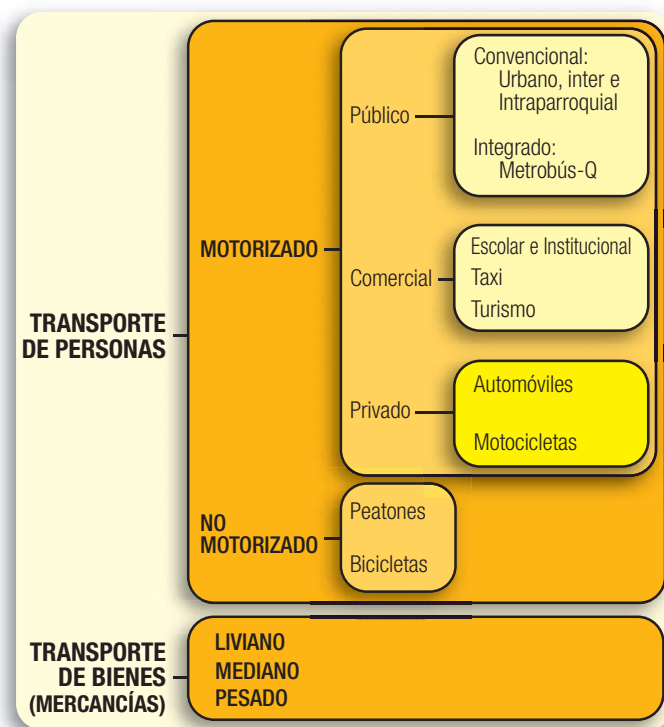 TRANSPORTE
DE PERSONAS
MOTORIZADO
Público
Convencional:
Urbano, inter e
Intraparroquial
Integrado:
Metrobús-Q
Comercial
Escolar e Institucional
Taxi
Turismo
Privado
Automóviles
Motocicletas
NO
MOTORIZADO
Peatones
Bicicletas
TRANSPORTE
DE BIENES
(MERCANCÍAS)
LIVIANO
MEDIANO
PESADO